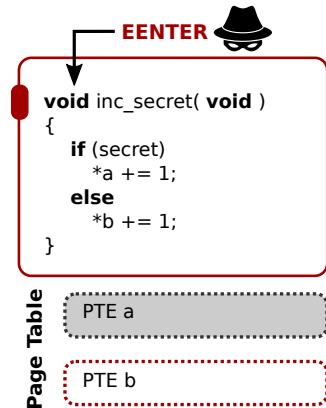 EENTER
void inc_secret( void )
{
if (secret)
*a += 1;
else
*b += 1;
}
Page Table
PTE a
PTE b